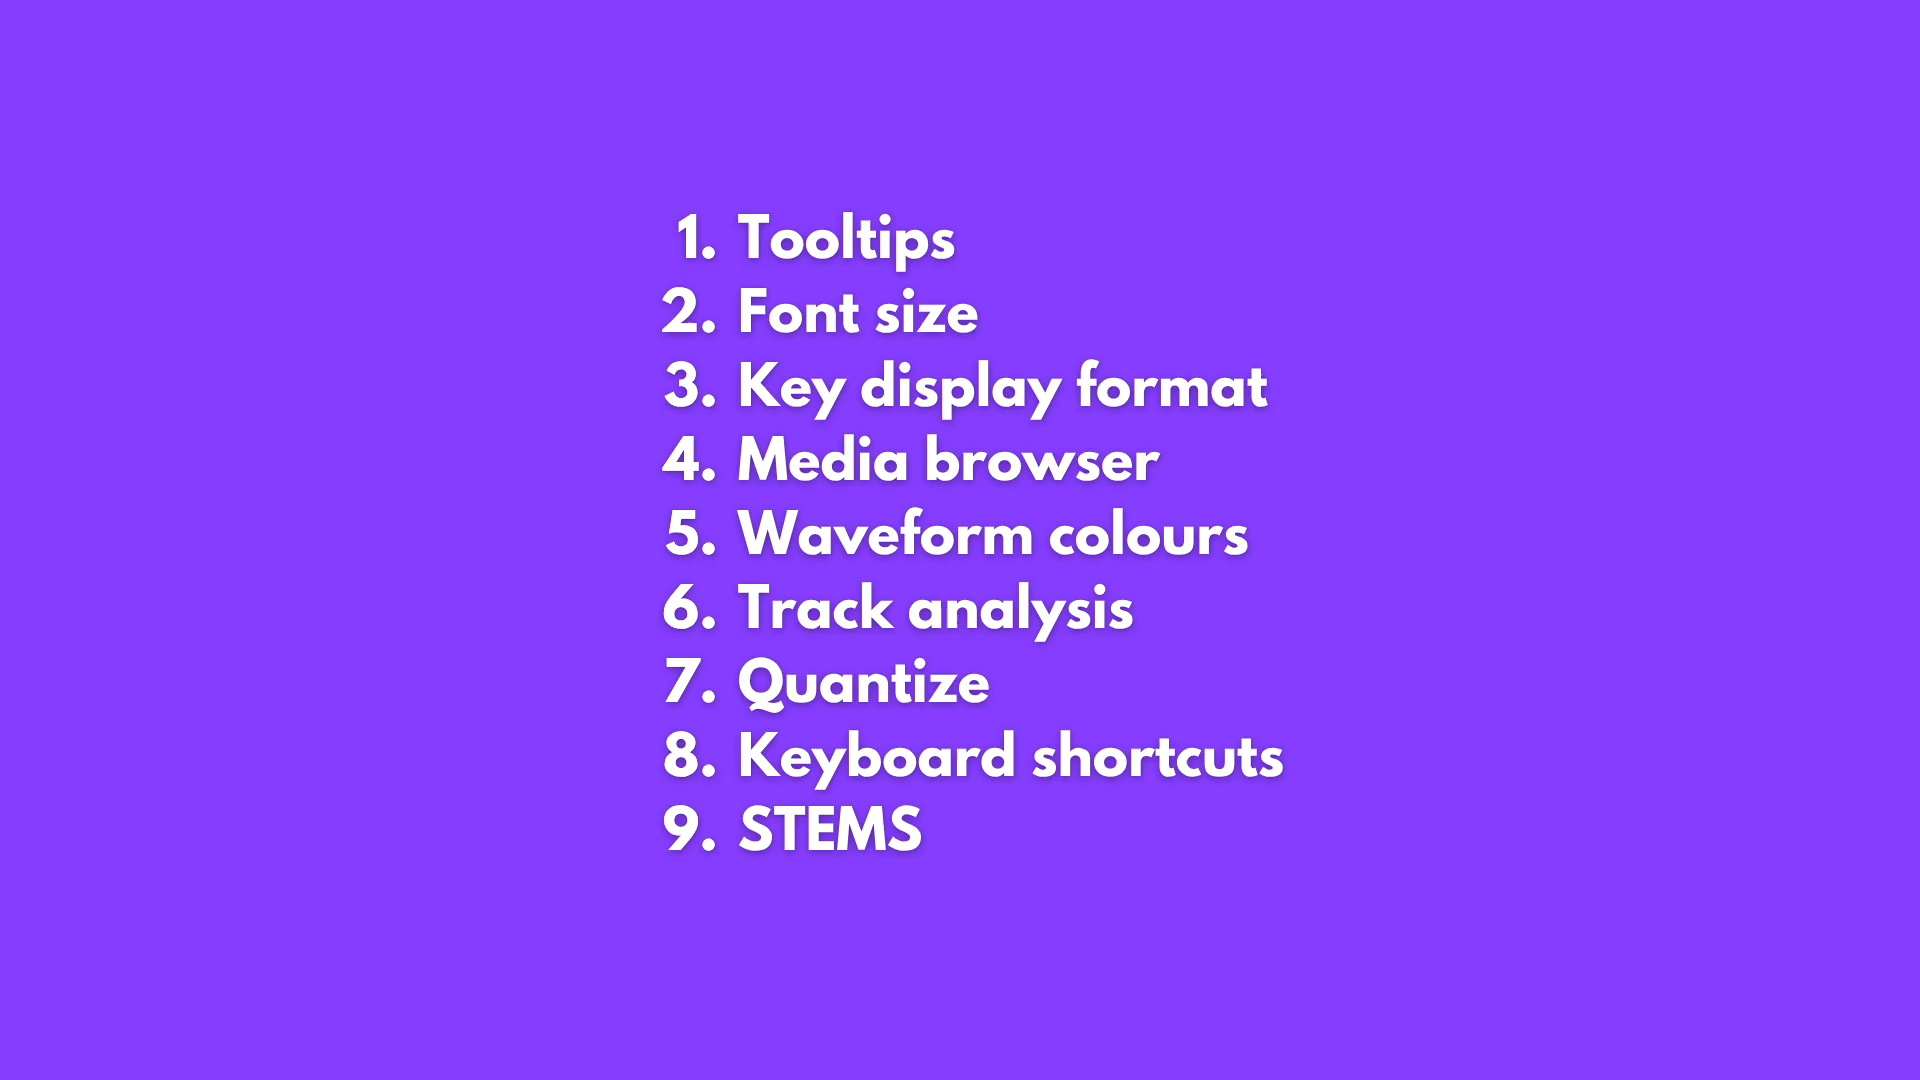 1. Tooltips
2. Font size
3. Key display format
4. Media browser
5. Waveform colours
6. Track analysis
7. Quantize
8. Keyboard shortcuts
9. STEMS